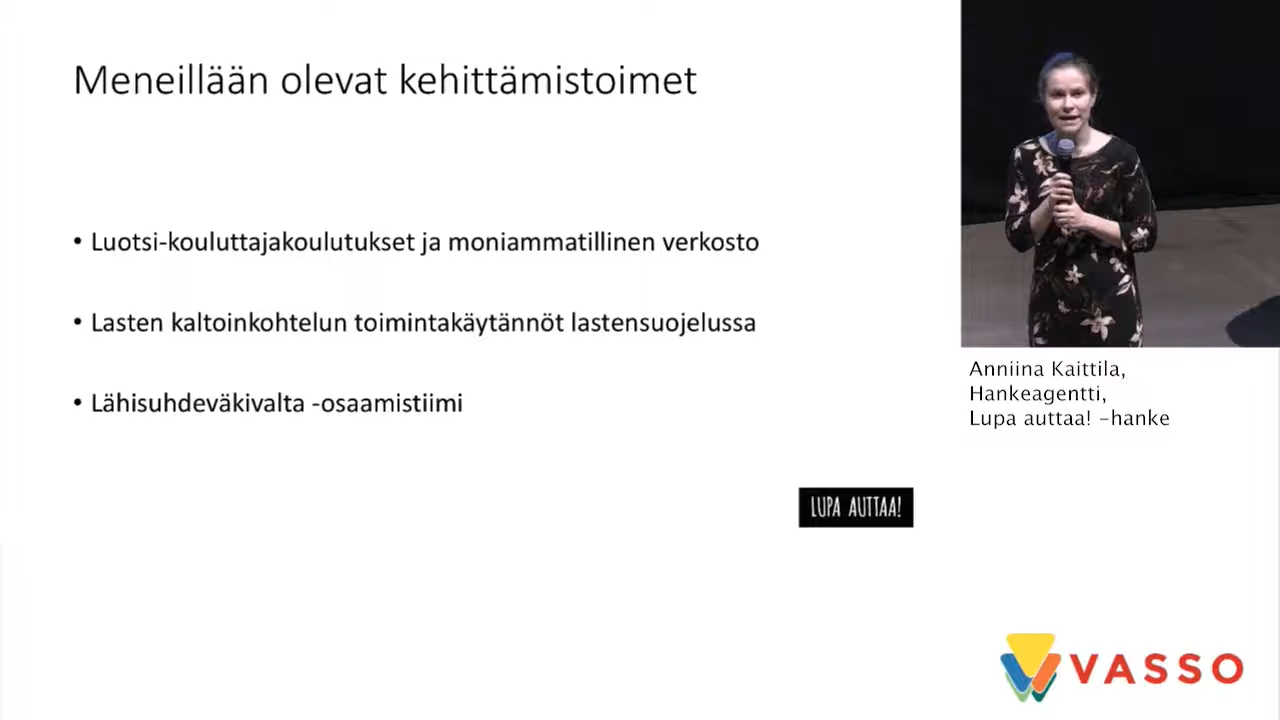 Meneillään olevat kehittämistoimet
• Luotsi-kouluttajakoulutukset ja moniammatillinen verkosto
• Lasten kaltoinkohtelun toimintakäytännöt lastensuojelussa
• Lähisuhdeväkivalta -osaamistiimi
LUPA AUTTAA!
Anniina Kaittila,
Hankeagentti,
Lupa auttaa! -hanke
VASSO